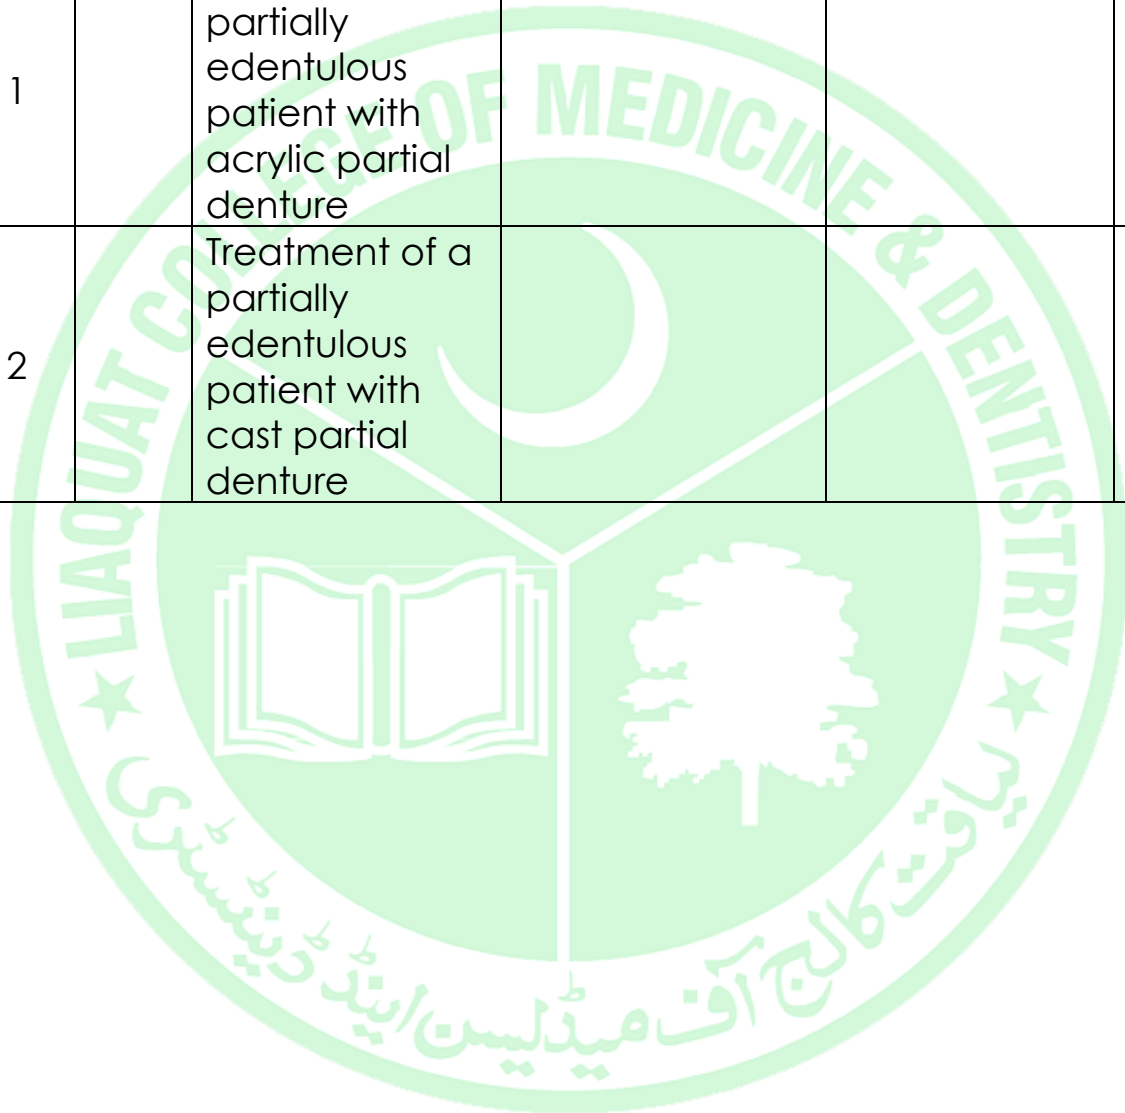 1
partially
edentulous
patient with
acrylic partial
denture
2
Treatment of a
partially
edentulous
patient with
cast partial
denture
LIAQUAT COLLEGE OF MEDICINE & DENTISTRY
لیاقت کالج آف میڈیسن اینڈ ڈینٹسٹری